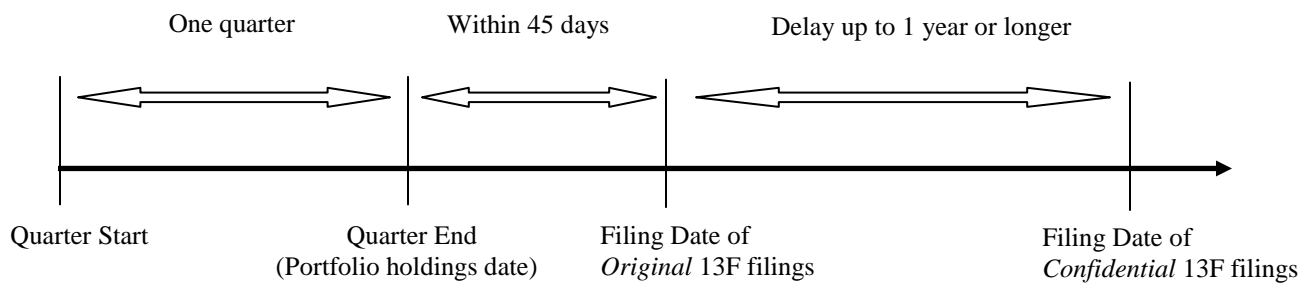 One quarter
Within 45 days
Delay up to 1 year or longer
Quarter Start
Quarter End
(Portfolio holdings date)
Filing Date of
Original 13F filings
Filing Date of
Confidential 13F filings